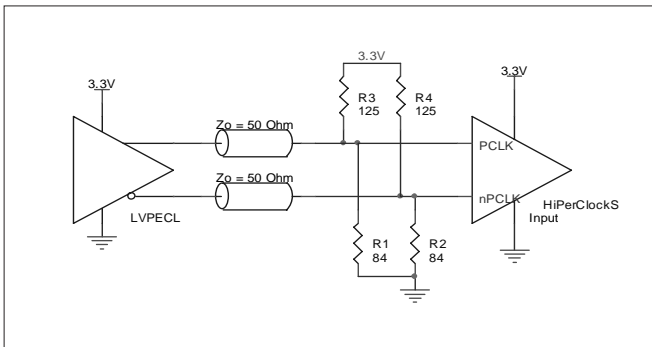 3.3V
3.3V
3.3V
R3
125
R4
125
Zo = 50 Ohm
PCLK
Zo = 50 Ohm
nPCLK
HiPerClockS
Input
LVPECL
R1
84
R2
84